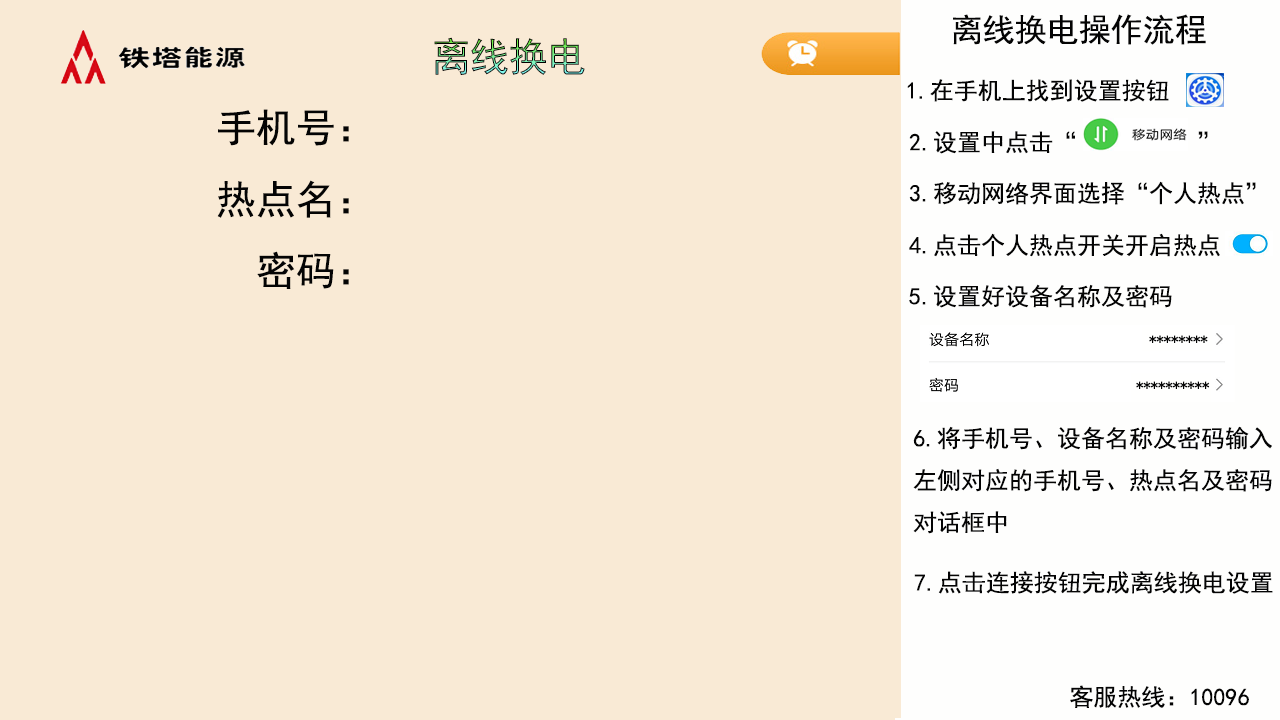 铁塔能源
离线换电
手机号：
热点名：
密码：
离线换电操作流程
1. 在手机上找到设置按钮
2. 设置中点击“ 移动网络 ”
3. 移动网络界面选择“个人热点”
4. 点击个人热点开关开启热点
5. 设置好设备名称及密码
设备名称 ********
密码 **********
6. 将手机号、设备名称及密码输入
左侧对应的手机号、热点名及密码
对话框中
7. 点击连接按钮完成离线换电设置
客服热线：10096